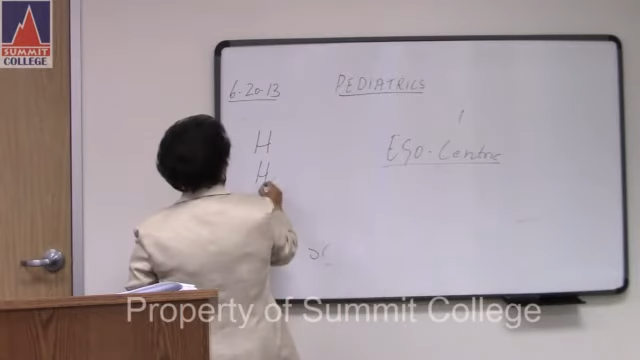 SUMMIT
COLLEGE
6-20-13
PEDIATRICS
H
Ego-Centric
H
Property of Summit College